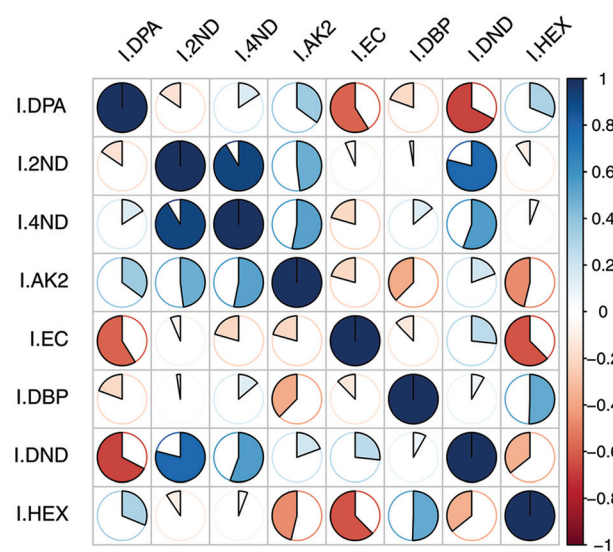 I.DPA I.2ND I.4ND I.AK2 I.EC I.DBP I.DND I.HEX
I.DPA
I.2ND
I.4ND
I.AK2
I.EC
I.DBP
I.DND
I.HEX
1
0.8
0.6
0.4
0.2
0
−0.2
−0.4
−0.6
−0.8
−1